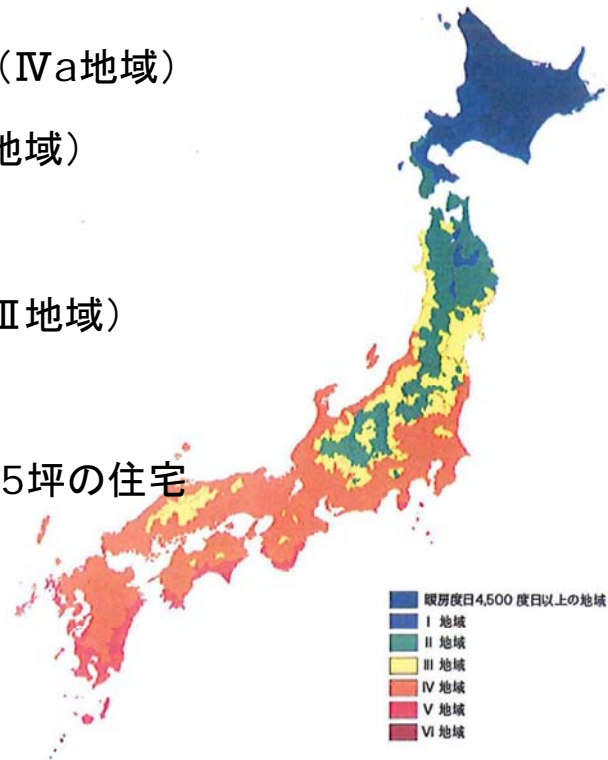 （Ⅳa地域）
地域）
Ⅱ地域）
5坪の住宅
暖房度日4,500 度日以上の地域
I 地域
II 地域
III 地域
IV 地域
V 地域
VI 地域